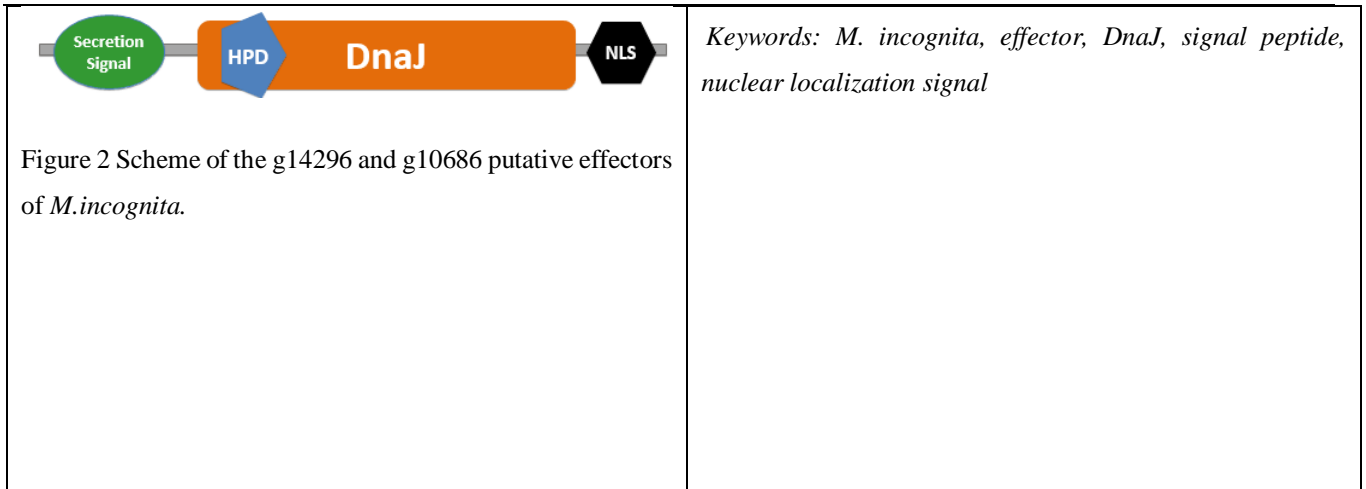 Secretion
Signal
HPD
DnaJ
NLS
Figure 2 Scheme of the g14296 and g10686 putative effectors
of M.incognita.
Keywords: M. incognita, effector, DnaJ, signal peptide,
nuclear localization signal